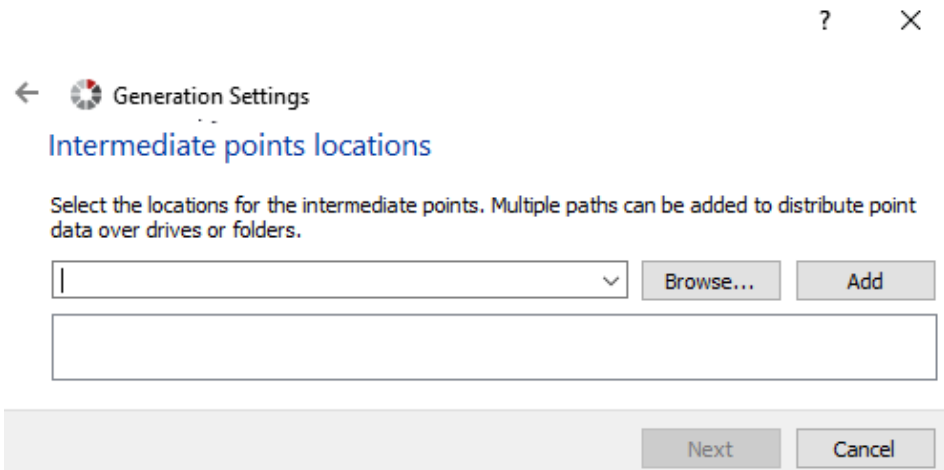 ?
Generation Settings
Intermediate points locations
Select the locations for the intermediate points. Multiple paths can be added to distribute point
data over drives or folders.
Browse... Add
Next Cancel